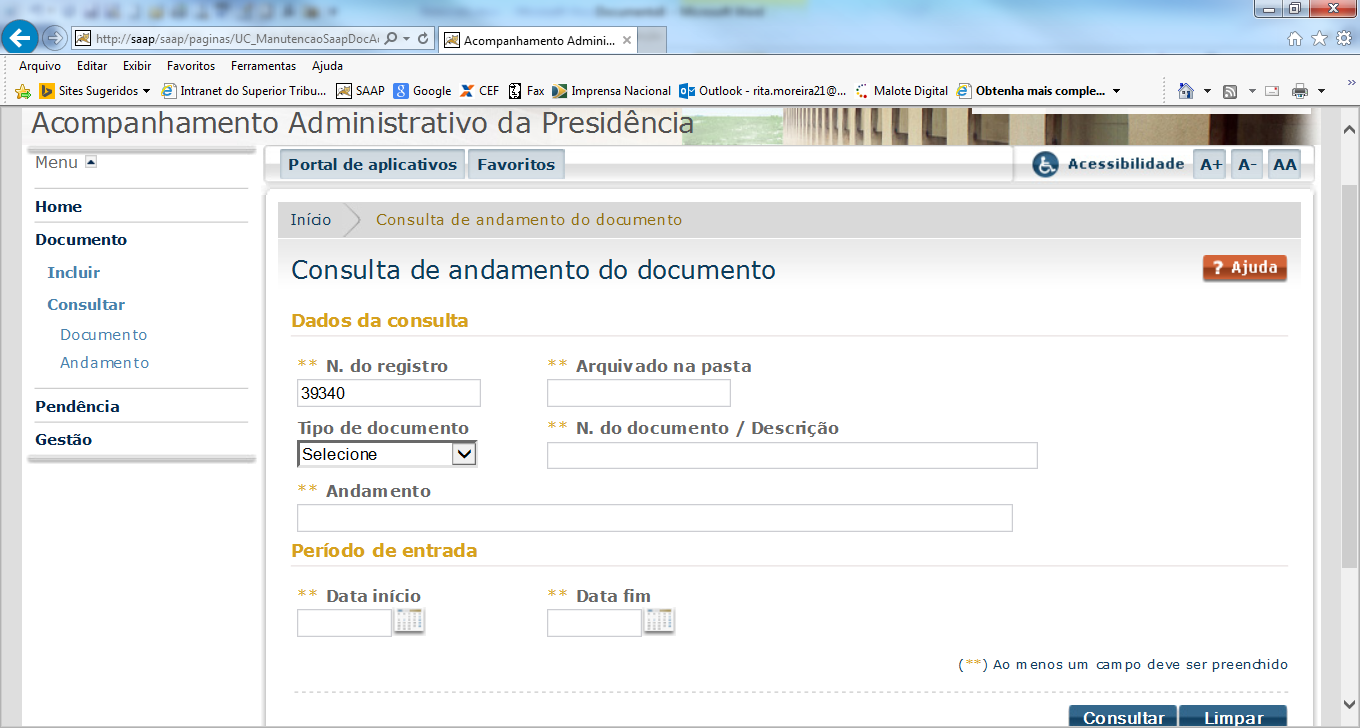 http://saap/saap/paginas/UC_ManutencaoSaapDocAn
Acompanhamento Admini...
Arquivo Editar Exibir Favoritos Ferramentas Ajuda
Sites Sugeridos Intranet do Superior Tribu... SAAP Google CEF Fax Imprensa Nacional Outlook - rita.moreira21@... Malote Digital Obtenha mais comple... »
Acompanhamento Administrativo da Presidência
Menu
Portal de aplicativos Favoritos Acessibilidade A+ A- AA
Home
Documento
Incluir
Consultar
Documento
Andamento
Pendência
Gestão
Início Consulta de andamento do documento
Consulta de andamento do documento
? Ajuda
Dados da consulta
** N. do registro ** Arquivado na pasta
39340
Tipo de documento ** N. do documento / Descrição
Selecione
** Andamento
Período de entrada
** Data início ** Data fim
(**) Ao menos um campo deve ser preenchido
Consultar Limpar